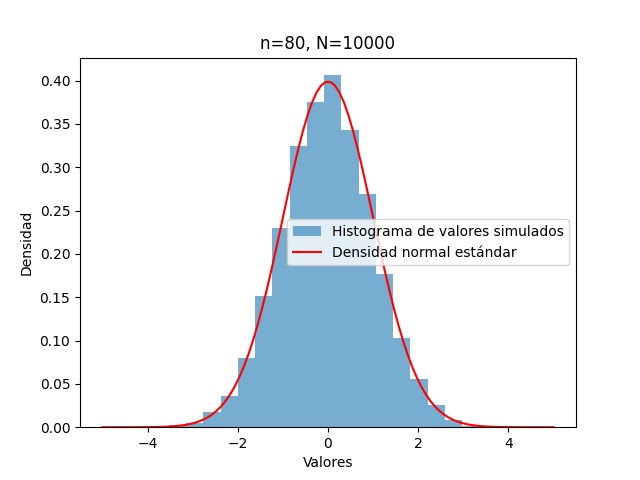 n=80, N=10000
Densidad
0.40
0.35
0.30
0.25
0.20
0.15
0.10
0.05
0.00
Histograma de valores simulados
Densidad normal estándar
−4
−2
0
2
4
Valores